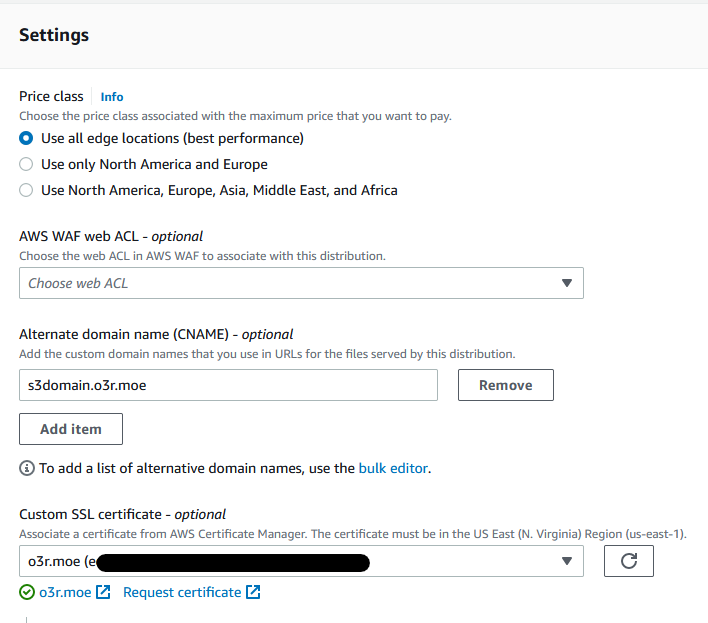 Settings
Price class Info
Choose the price class associated with the maximum price that you want to pay.
Use all edge locations (best performance)
Use only North America and Europe
Use North America, Europe, Asia, Middle East, and Africa
AWS WAF web ACL - optional
Choose the web ACL in AWS WAF to associate with this distribution.
Choose web ACL
Alternate domain name (CNAME) - optional
Add the custom domain names that you use in URLs for the files served by this distribution.
s3domain.o3r.moe Remove
Add item
To add a list of alternative domain names, use the bulk editor.
Custom SSL certificate - optional
Associate a certificate from AWS Certificate Manager. The certificate must be in the US East (N. Virginia) Region (us-east-1).
o3r.moe (e
o3r.moe Request certificate